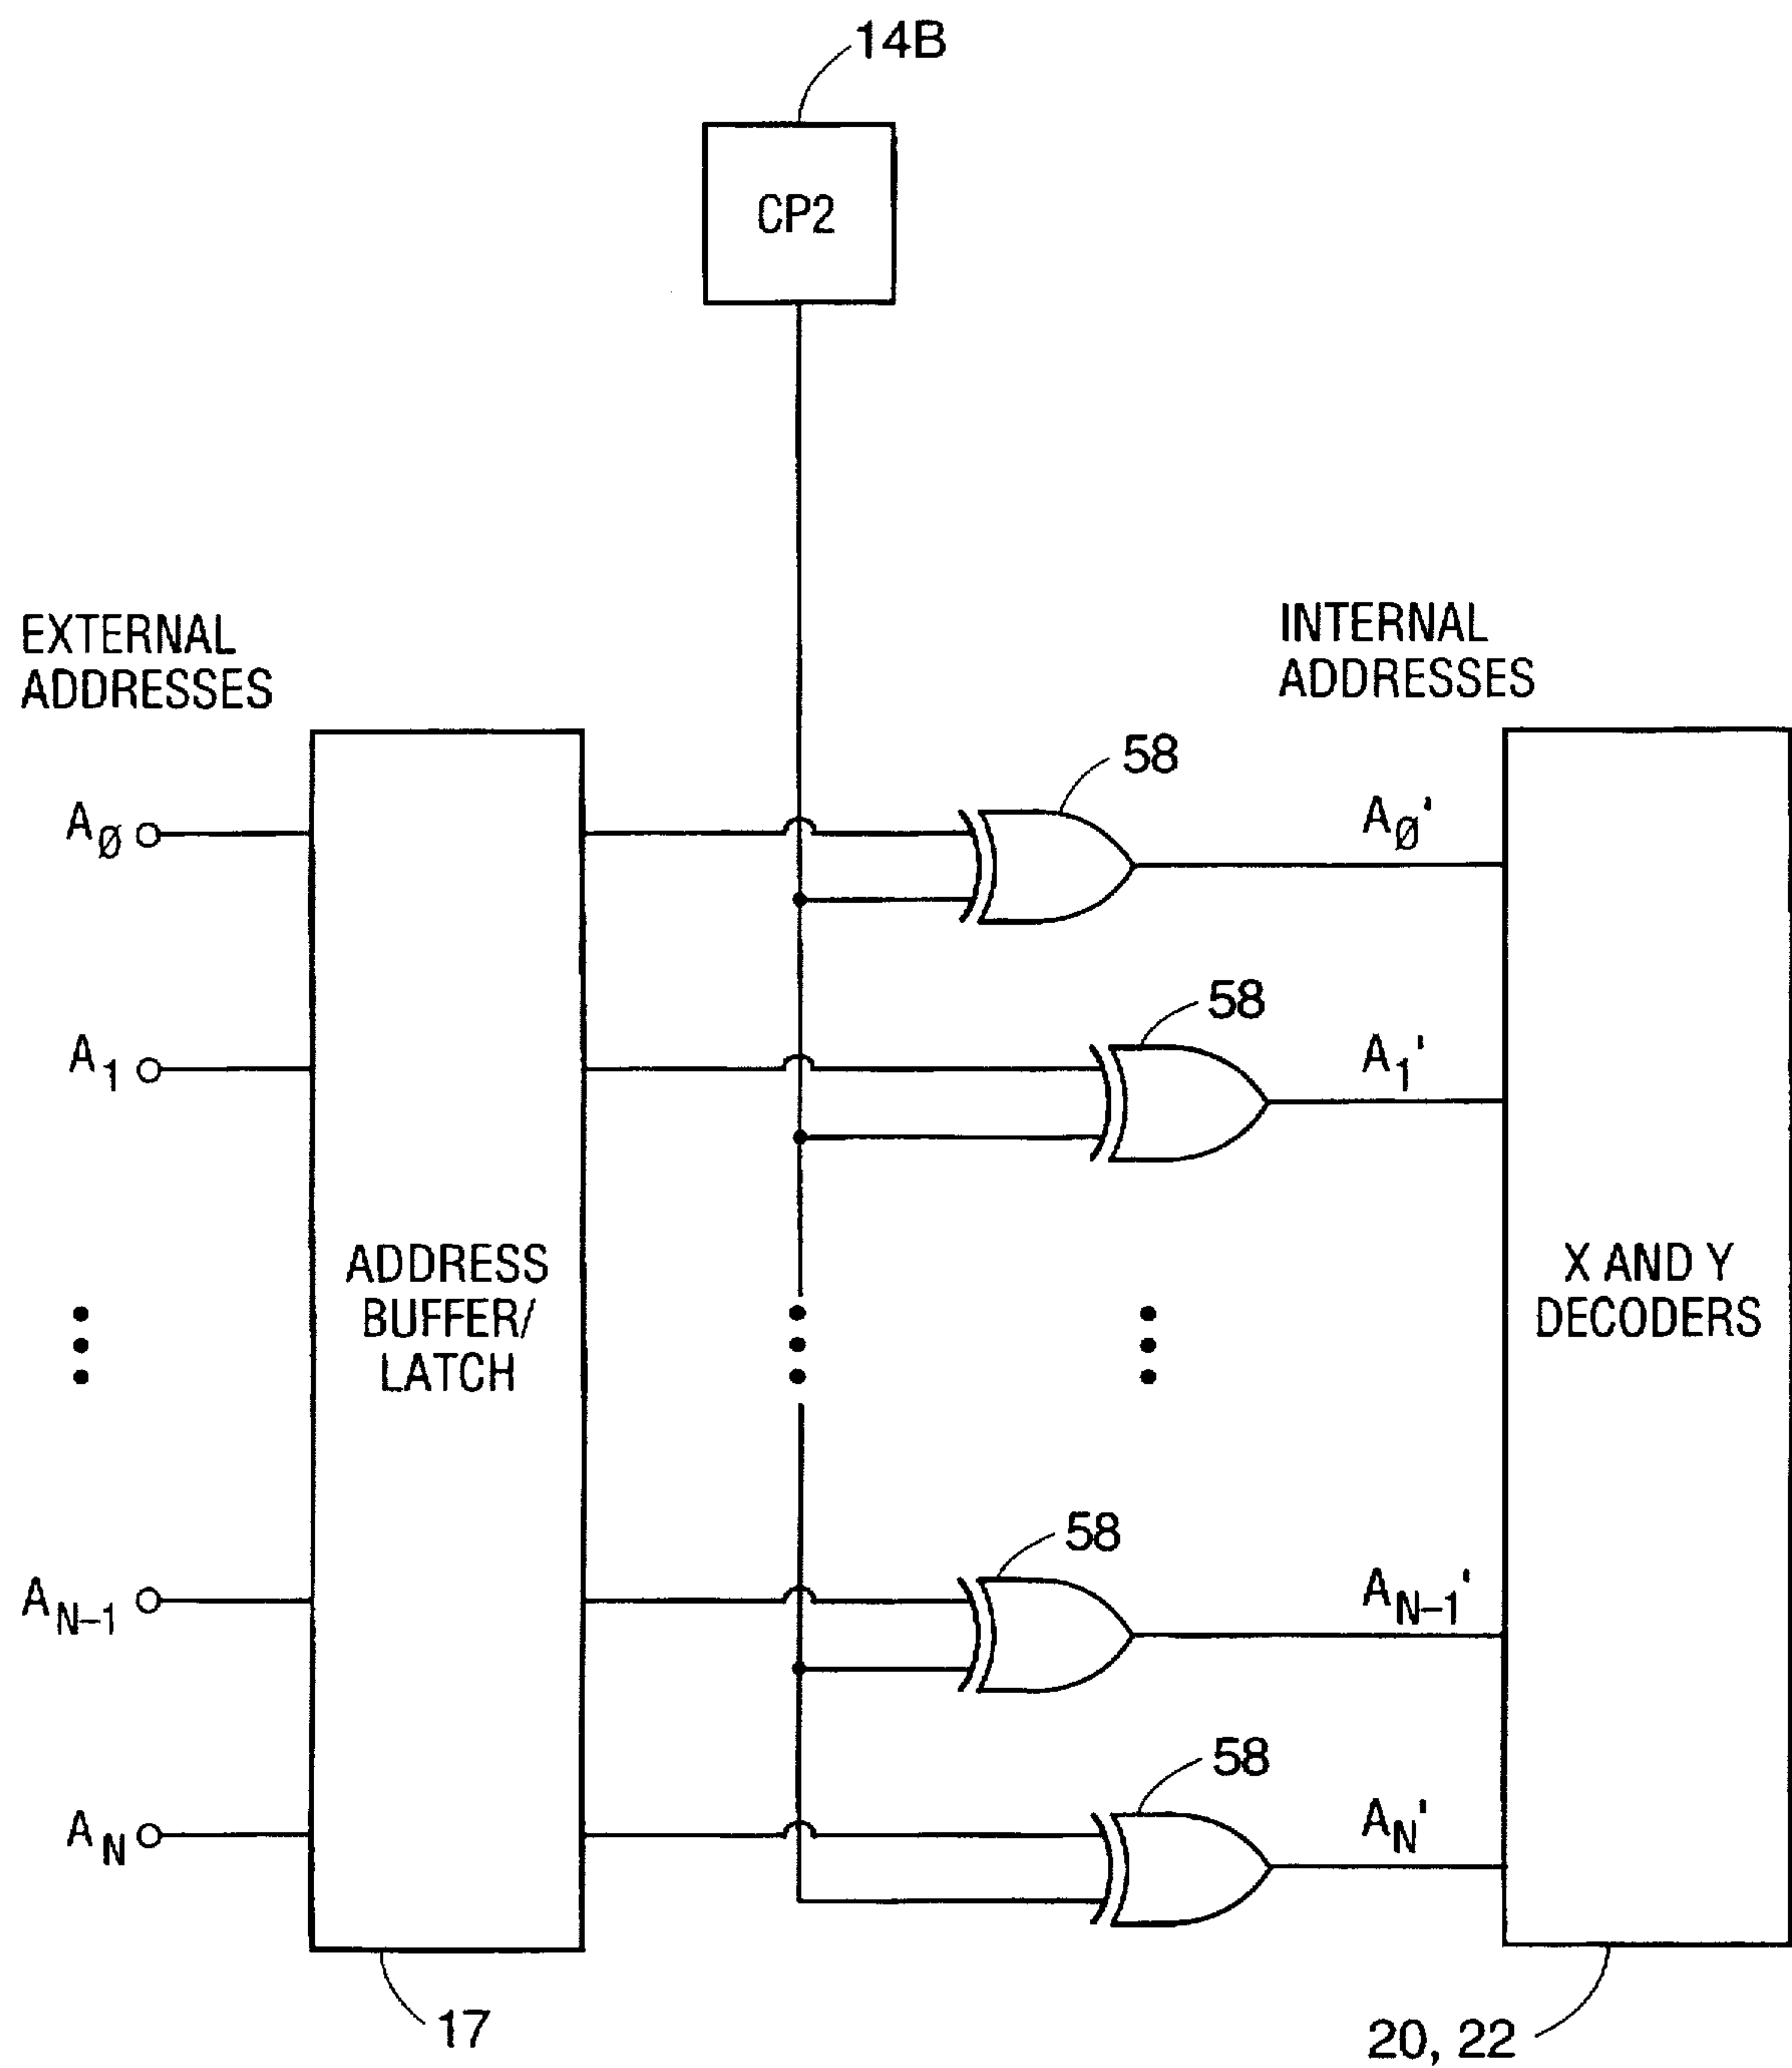 14B
CP2
EXTERNAL
ADDRESSES
INTERNAL
ADDRESSES
58
AØ
AØ'
58
A1
A1'
ADDRESS
BUFFER/
LATCH
X AND Y
DECODERS
58
AN–1
AN–1'
58
AN
AN'
17
20, 22